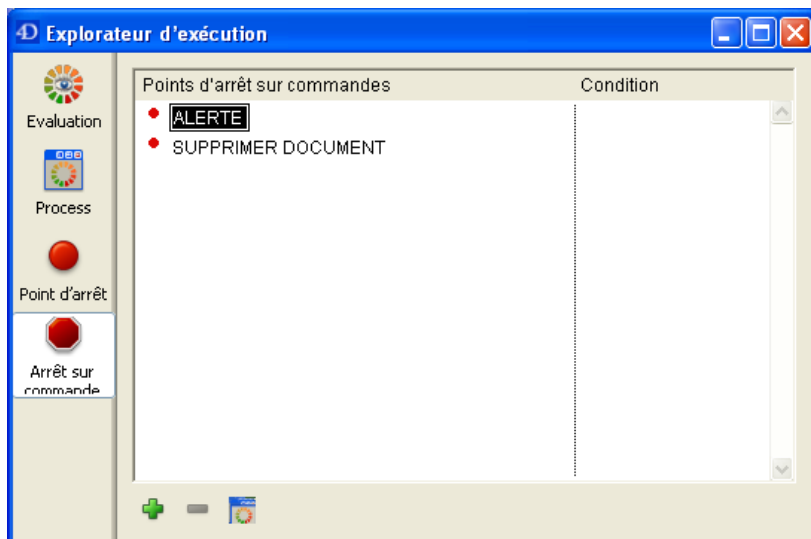 4D Explorateur d'exécution
Evaluation
Process
Point d'arrêt
Arrêt sur
commande
Points d'arrêt sur commandes Condition
ALERTE
SUPPRIMER DOCUMENT